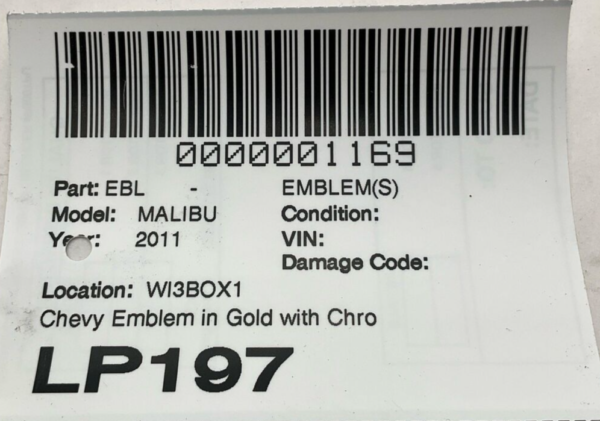 0000001169
Part: EBL - EMBLEM(S)
Model: MALIBU Condition:
Year: 2011 VIN:
Damage Code:
Location: WI3BOX1
Chevy Emblem in Gold with Chro
LP197